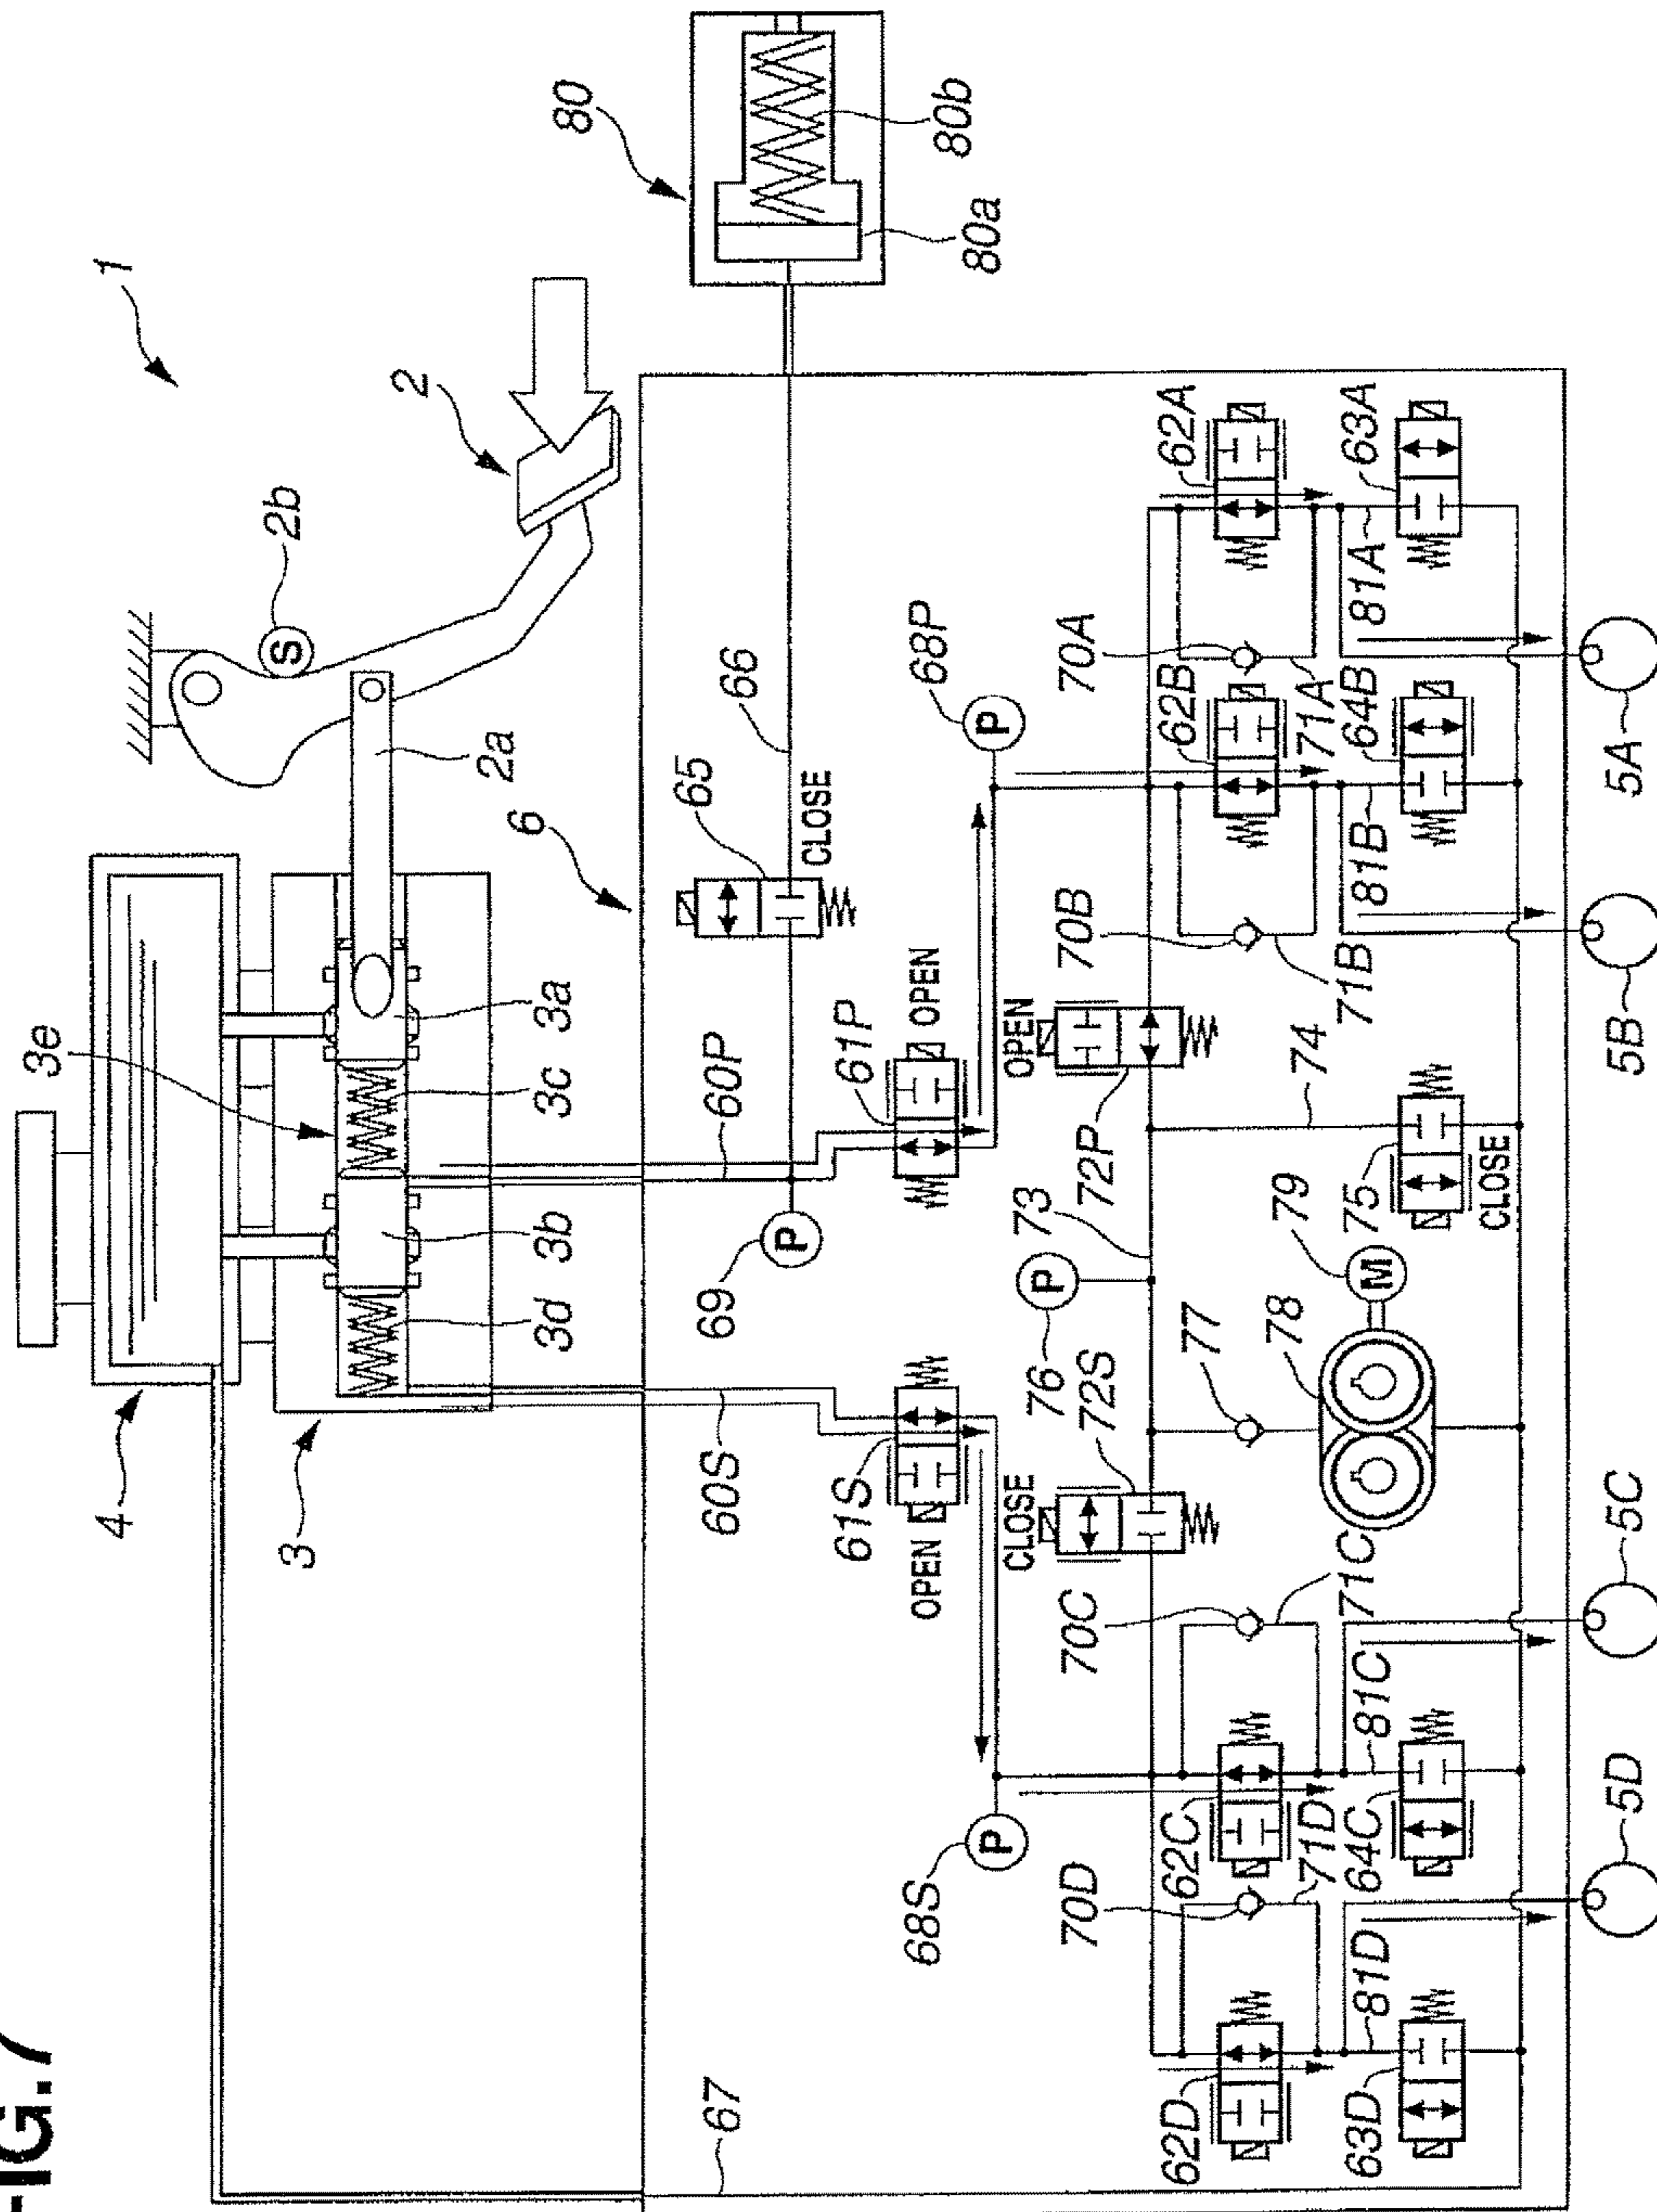 FIG.7
1
2
2b
2a
3e
4
3
3a
3c
3b
3d
S
80
80b
80a
6
65
CLOSE
66
60P
61P
OPEN
68P
P
69
P
60S
61S
OPEN
68S
P
67
62A
63A
70A
71A
81A
62B
64B
70B
71B
81B
OPEN
72P
73
74
75
CLOSE
76
P
72S
CLOSE
77
78
79
M
70C
71C
62C
64C
81C
70D
71D
62D
63D
81D
5A
5B
5C
5D